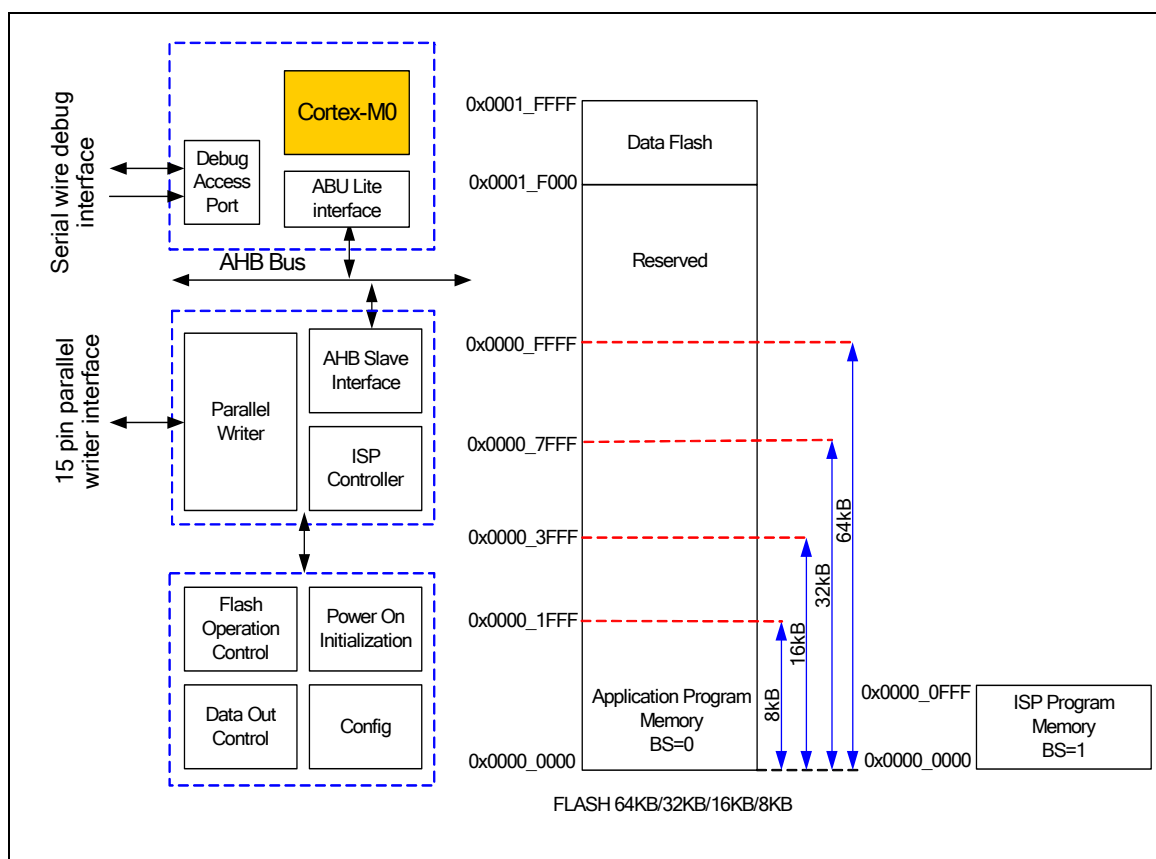 Serial wire debug
interface
Cortex-M0
Debug
Access
Port
ABU Lite
interface
AHB Bus
15 pin parallel
writer interface
Parallel
Writer
AHB Slave
Interface
ISP
Controller
Flash
Operation
Control
Power On
Initialization
Data Out
Control
Config
0x0001_FFFF
Data Flash
0x0001_F000
Reserved
0x0000_FFFF
0x0000_7FFF
0x0000_3FFF
0x0000_1FFF
0x0000_0000
Application Program
Memory
BS=0
8kB
16kB
32kB
64kB
0x0000_0FFF
0x0000_0000
ISP Program
Memory
BS=1
FLASH 64KB/32KB/16KB/8KB